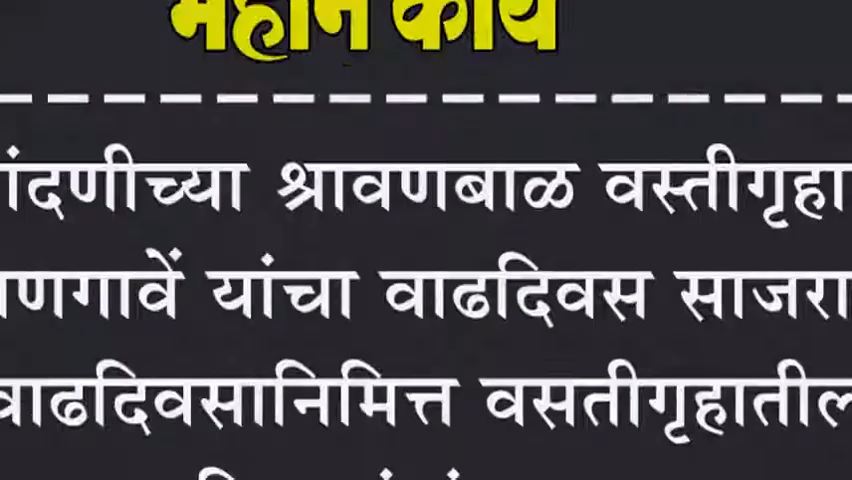 महान कार्य
ांदणीच्या श्रावणबाळ वस्तीगृहा
णगावें यांचा वाढदिवस साजरा
वाढदिवसानिमित्त वसतीगृहातील